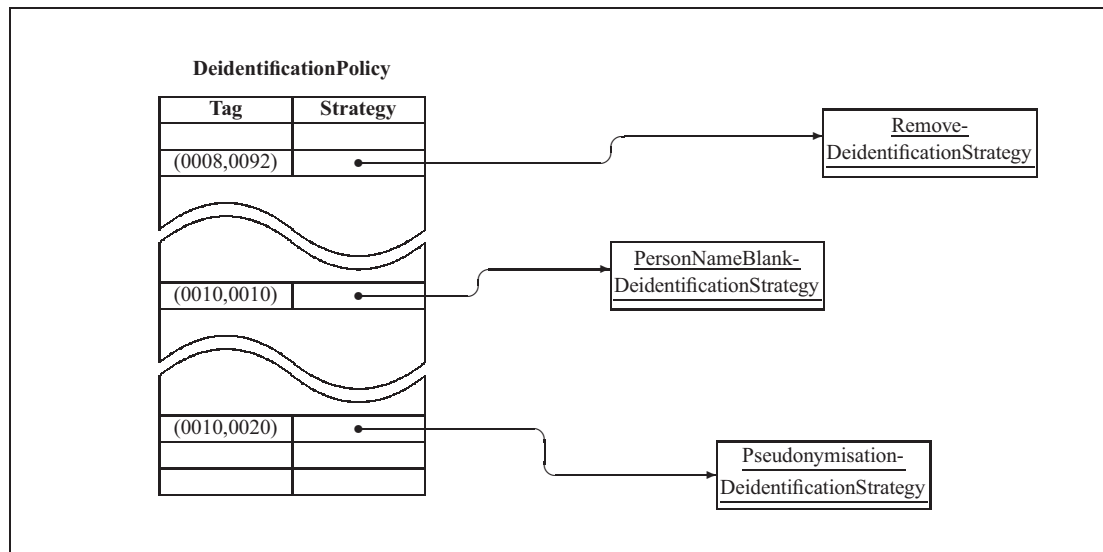 DeidentificationPolicy
Tag Strategy
(0008,0092)
Remove-
DeidentificationStrategy
PersonNameBlank-
DeidentificationStrategy
(0010,0010)
(0010,0020)
Pseudonymisation-
DeidentificationStrategy